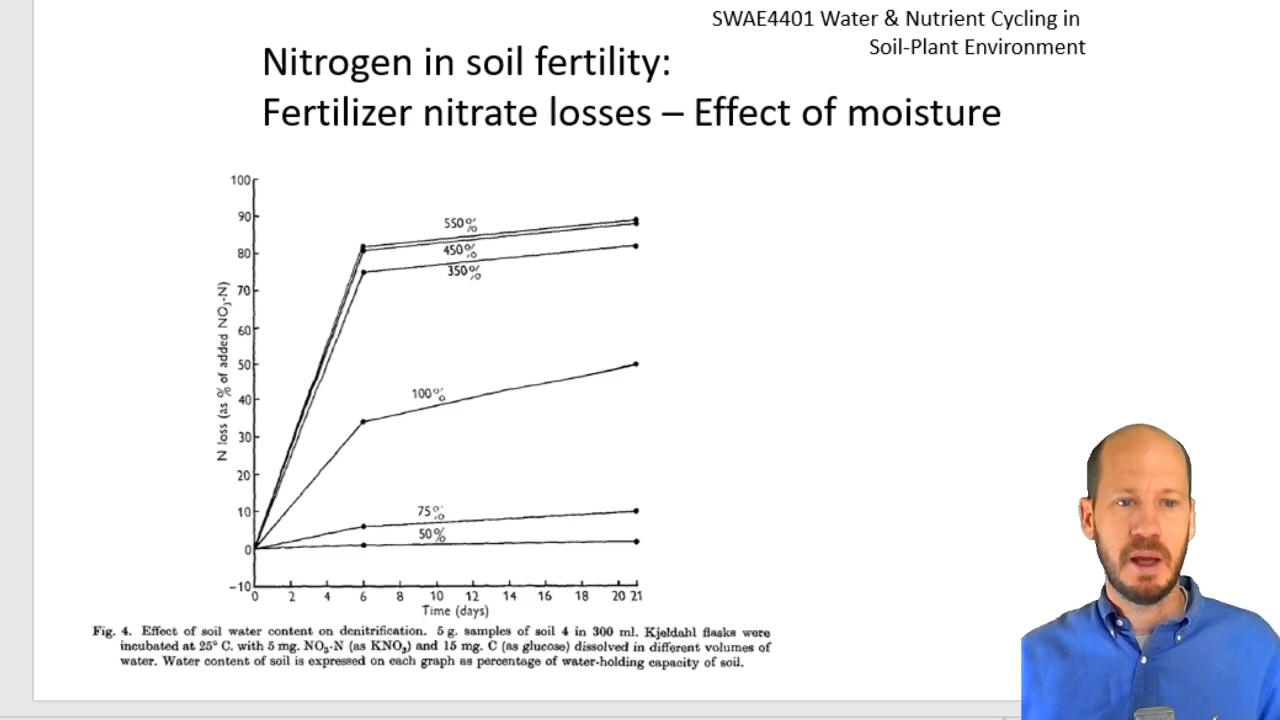 SWAE4401 Water & Nutrient Cycling in
Soil-Plant Environment
Nitrogen in soil fertility:
Fertilizer nitrate losses – Effect of moisture
100
90
80
70
60
50
40
30
20
10
0
-10
N loss (as % of added NO₃-N)
550%
450%
350%
100%
75%
50%
0 2 4 6 8 10 12 14 16 18 20 21
Time (days)
Fig. 4. Effect of soil water content on denitrification. 5 g. samples of soil 4 in 300 ml. Kjeldahl flasks were
incubated at 25° C. with 5 mg. NO₃-N (as KNO₃) and 15 mg. C (as glucose) dissolved in different volumes of
water. Water content of soil is expressed on each graph as percentage of water-holding capacity of soil.